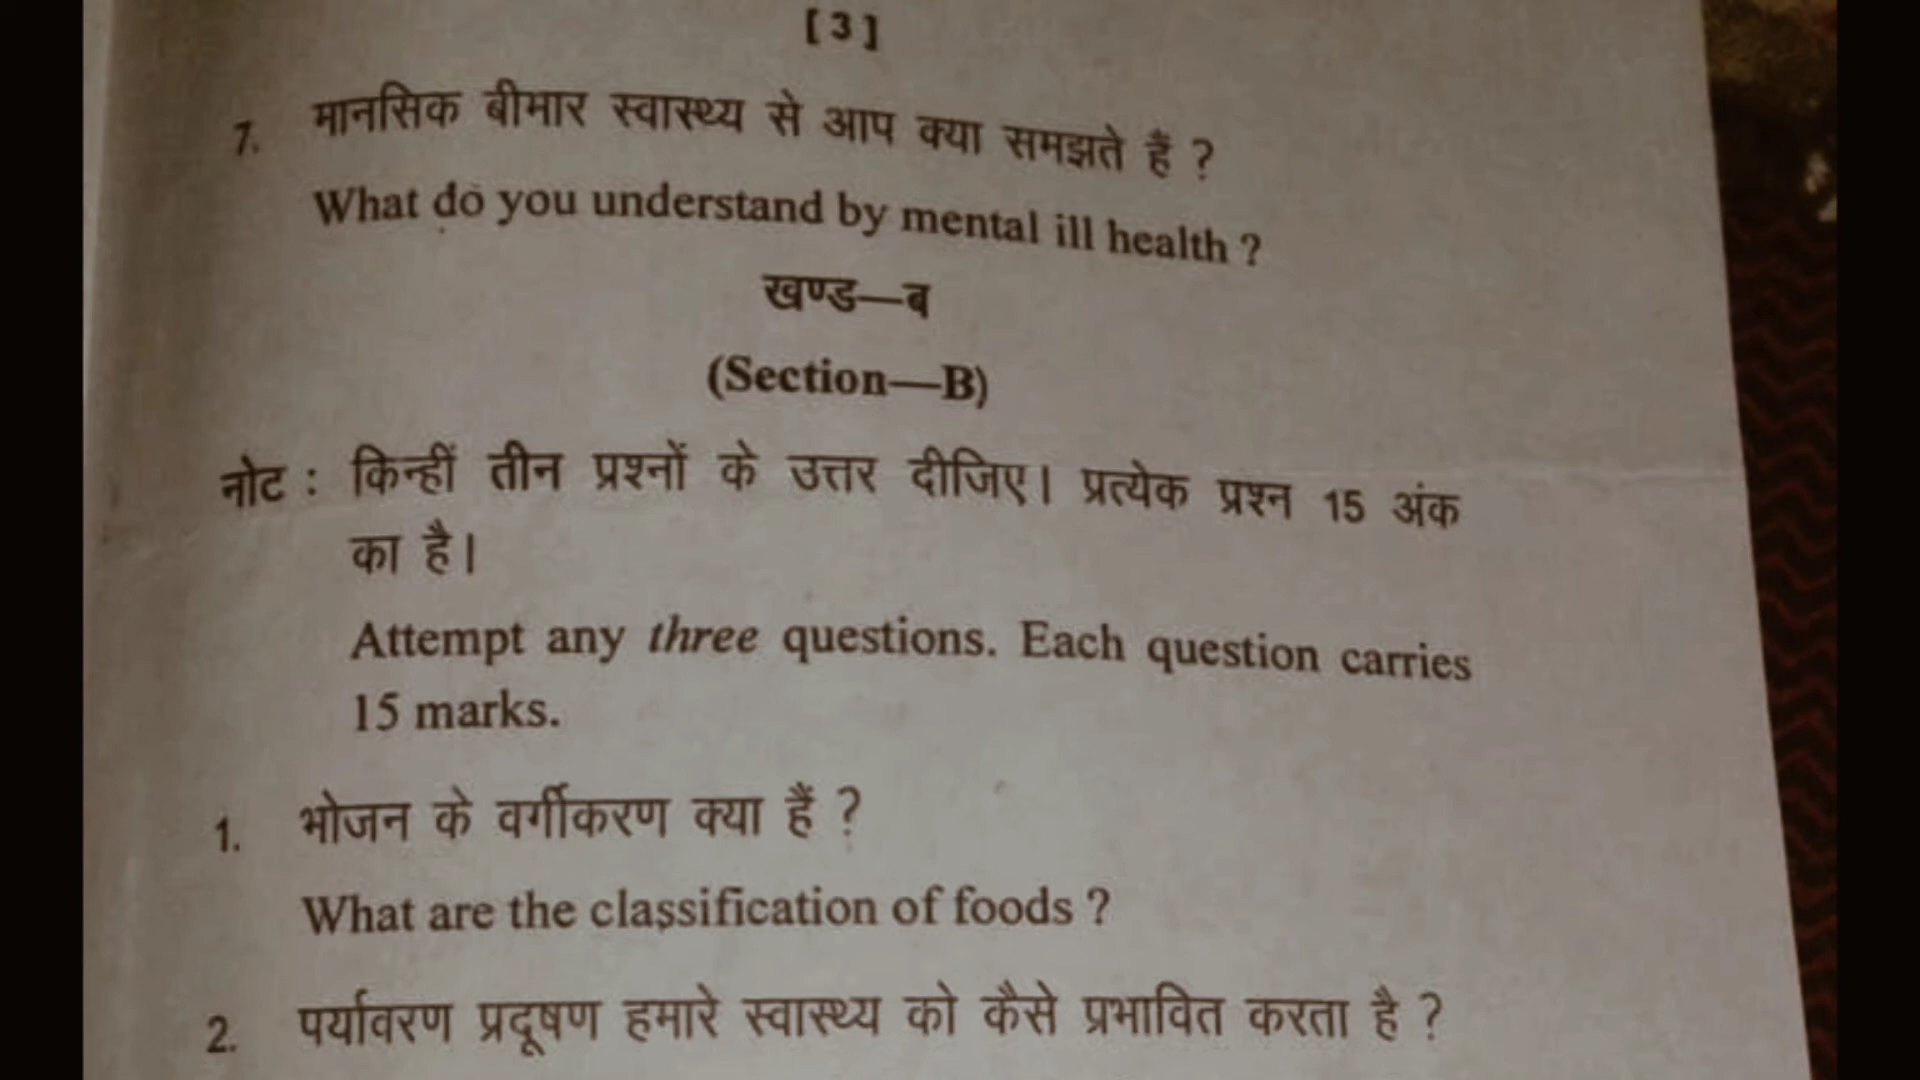 [ 3 ]
7. मानसिक बीमार स्वास्थ्य से आप क्या समझते हैं ?
What do you understand by mental ill health ?
खण्ड—ब
(Section—B)
नोट : किन्हीं तीन प्रश्नों के उत्तर दीजिए। प्रत्येक प्रश्न 15 अंक
का है।
Attempt any three questions. Each question carries
15 marks.
1. भोजन के वर्गीकरण क्या हैं ?
What are the classification of foods ?
2. पर्यावरण प्रदूषण हमारे स्वास्थ्य को कैसे प्रभावित करता है ?